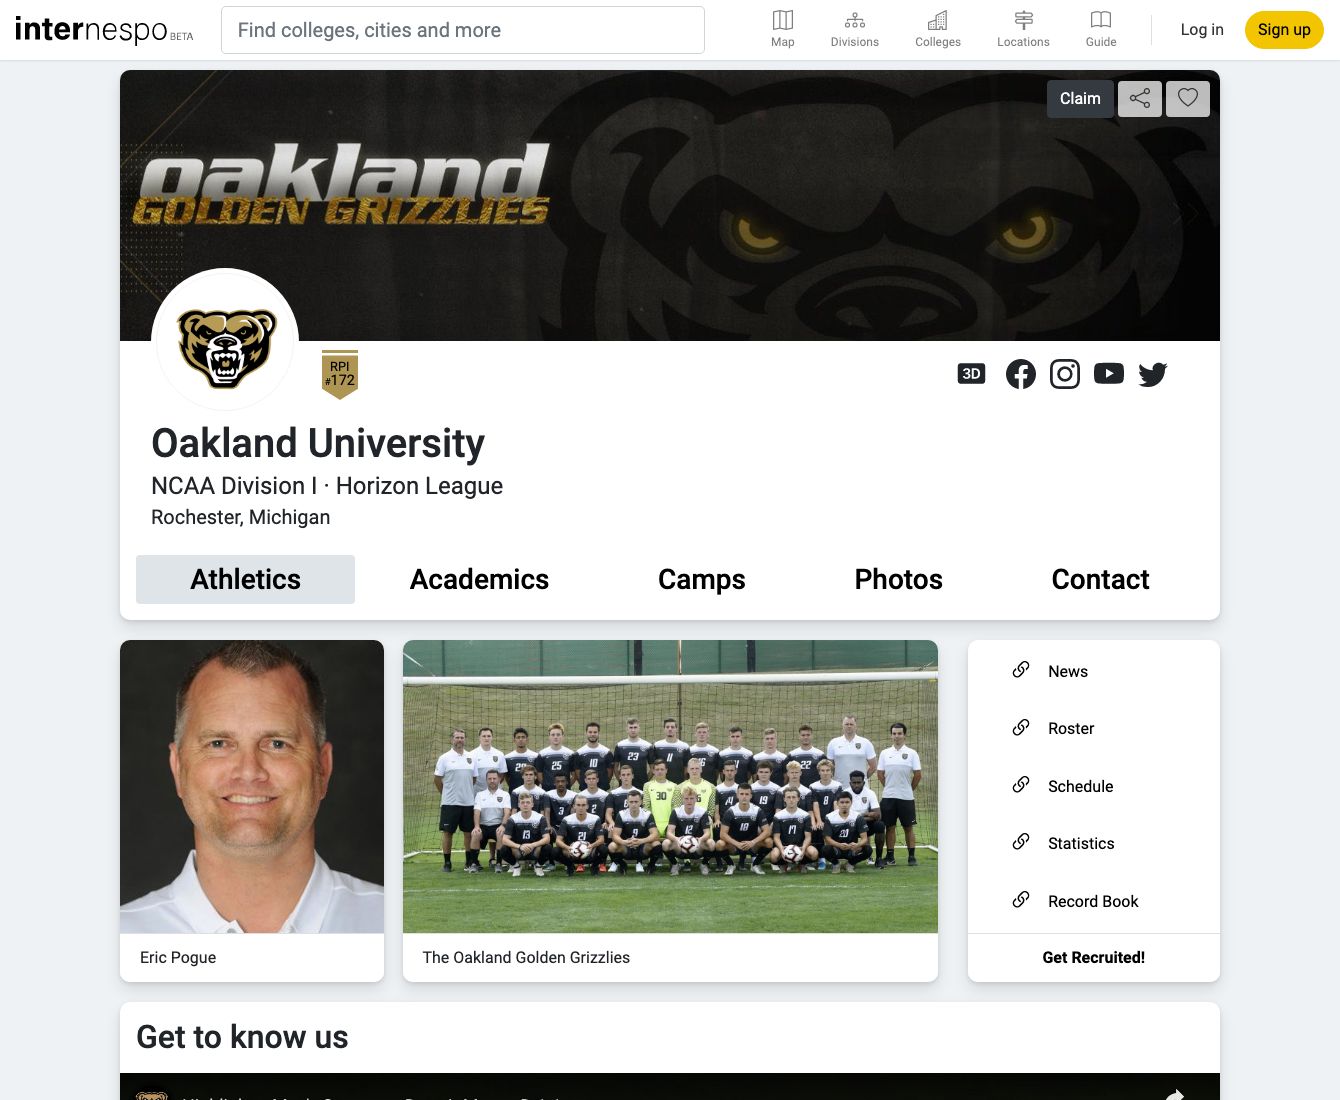 internespo BETA
Find colleges, cities and more
Map
Divisions
Colleges
Locations
Guide
Log in
Sign up
Claim
oakland
GOLDEN GRIZZLIES
RPI
#172
3D
Oakland University
NCAA Division I · Horizon League
Rochester, Michigan
Athletics
Academics
Camps
Photos
Contact
News
Roster
Schedule
Statistics
Record Book
Get Recruited!
Eric Pogue
The Oakland Golden Grizzlies
Get to know us